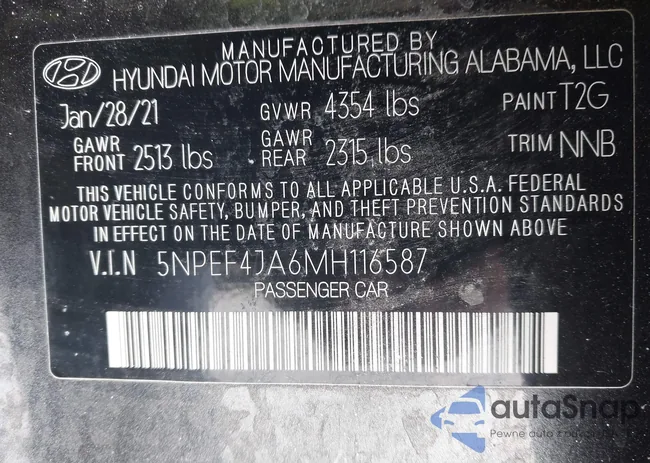 MANUFACTURED BY
HYUNDAI MOTOR MANUFACTURING ALABAMA, LLC
Jan/28/21 GVWR 4354 lbs PAINT T2G
GAWR FRONT 2513 lbs GAWR REAR 2315 lbs TRIM NNB
THIS VEHICLE CONFORMS TO ALL APPLICABLE U.S.A. FEDERAL
MOTOR VEHICLE SAFETY, BUMPER, AND THEFT PREVENTION STANDARDS
IN EFFECT ON THE DATE OF MANUFACTURE SHOWN ABOVE
V.I.N 5NPEF4JA6MH116587
PASSENGER CAR
autaSnap
Pewne auto z